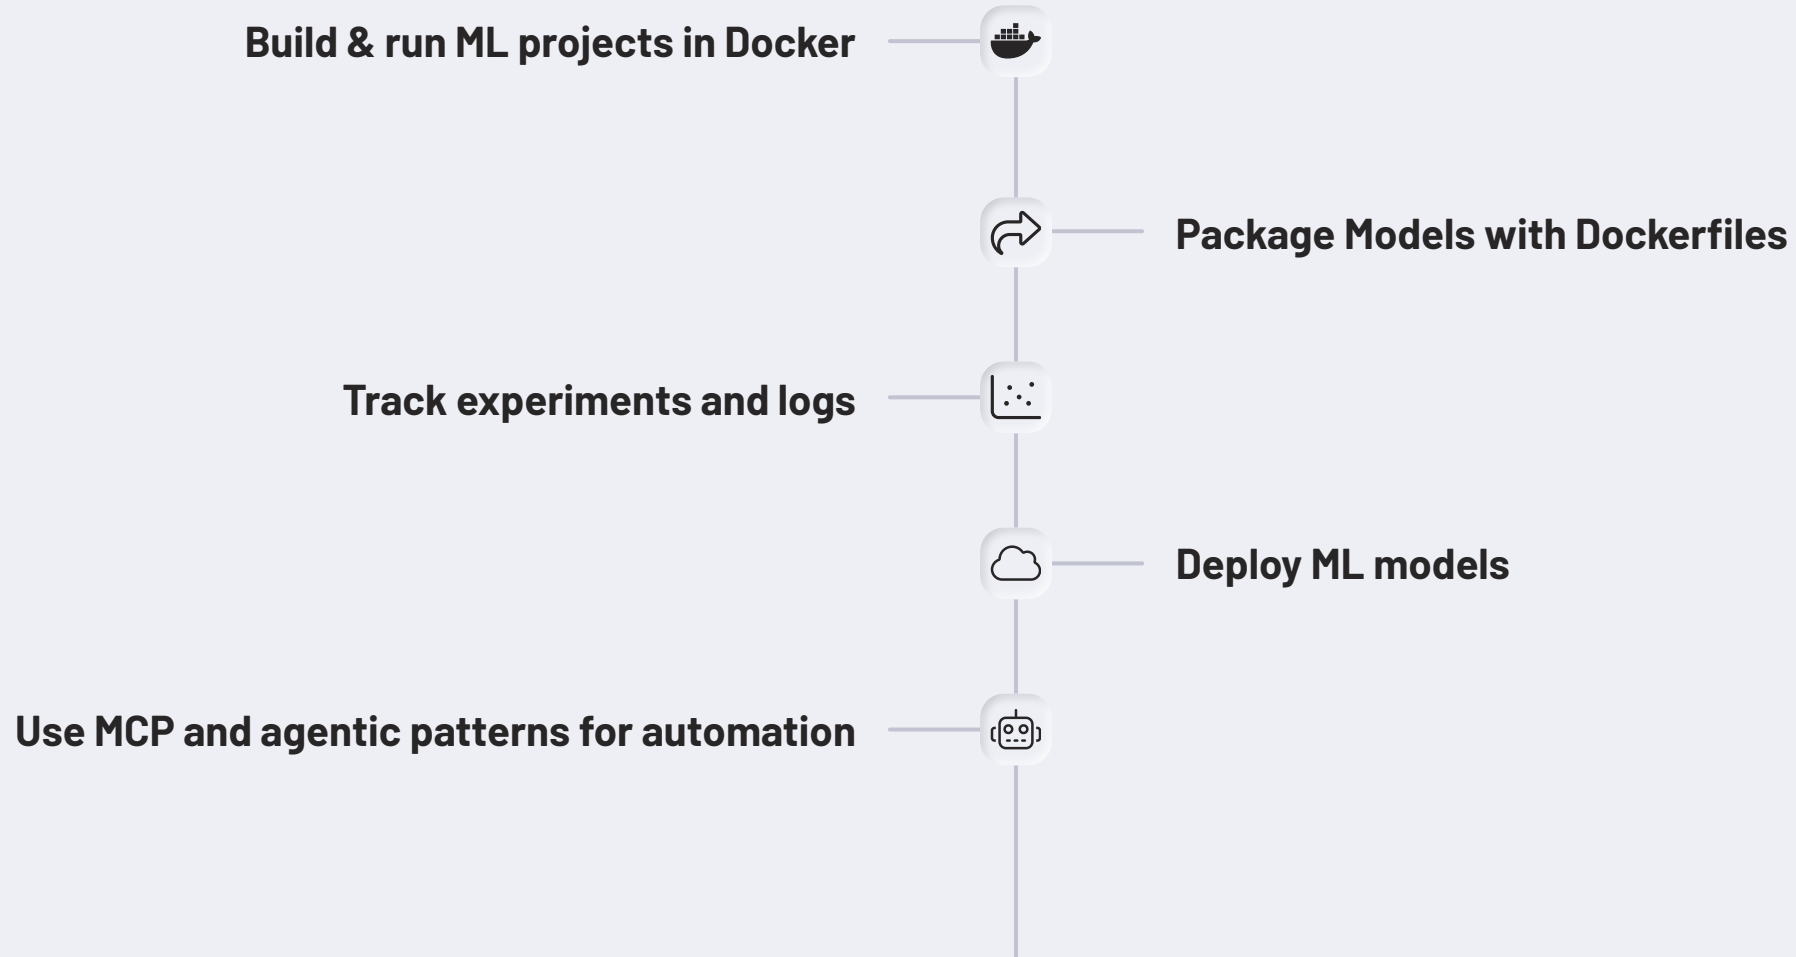 Build & run ML projects in Docker
Package Models with Dockerfiles
Track experiments and logs
Deploy ML models
Use MCP and agentic patterns for automation